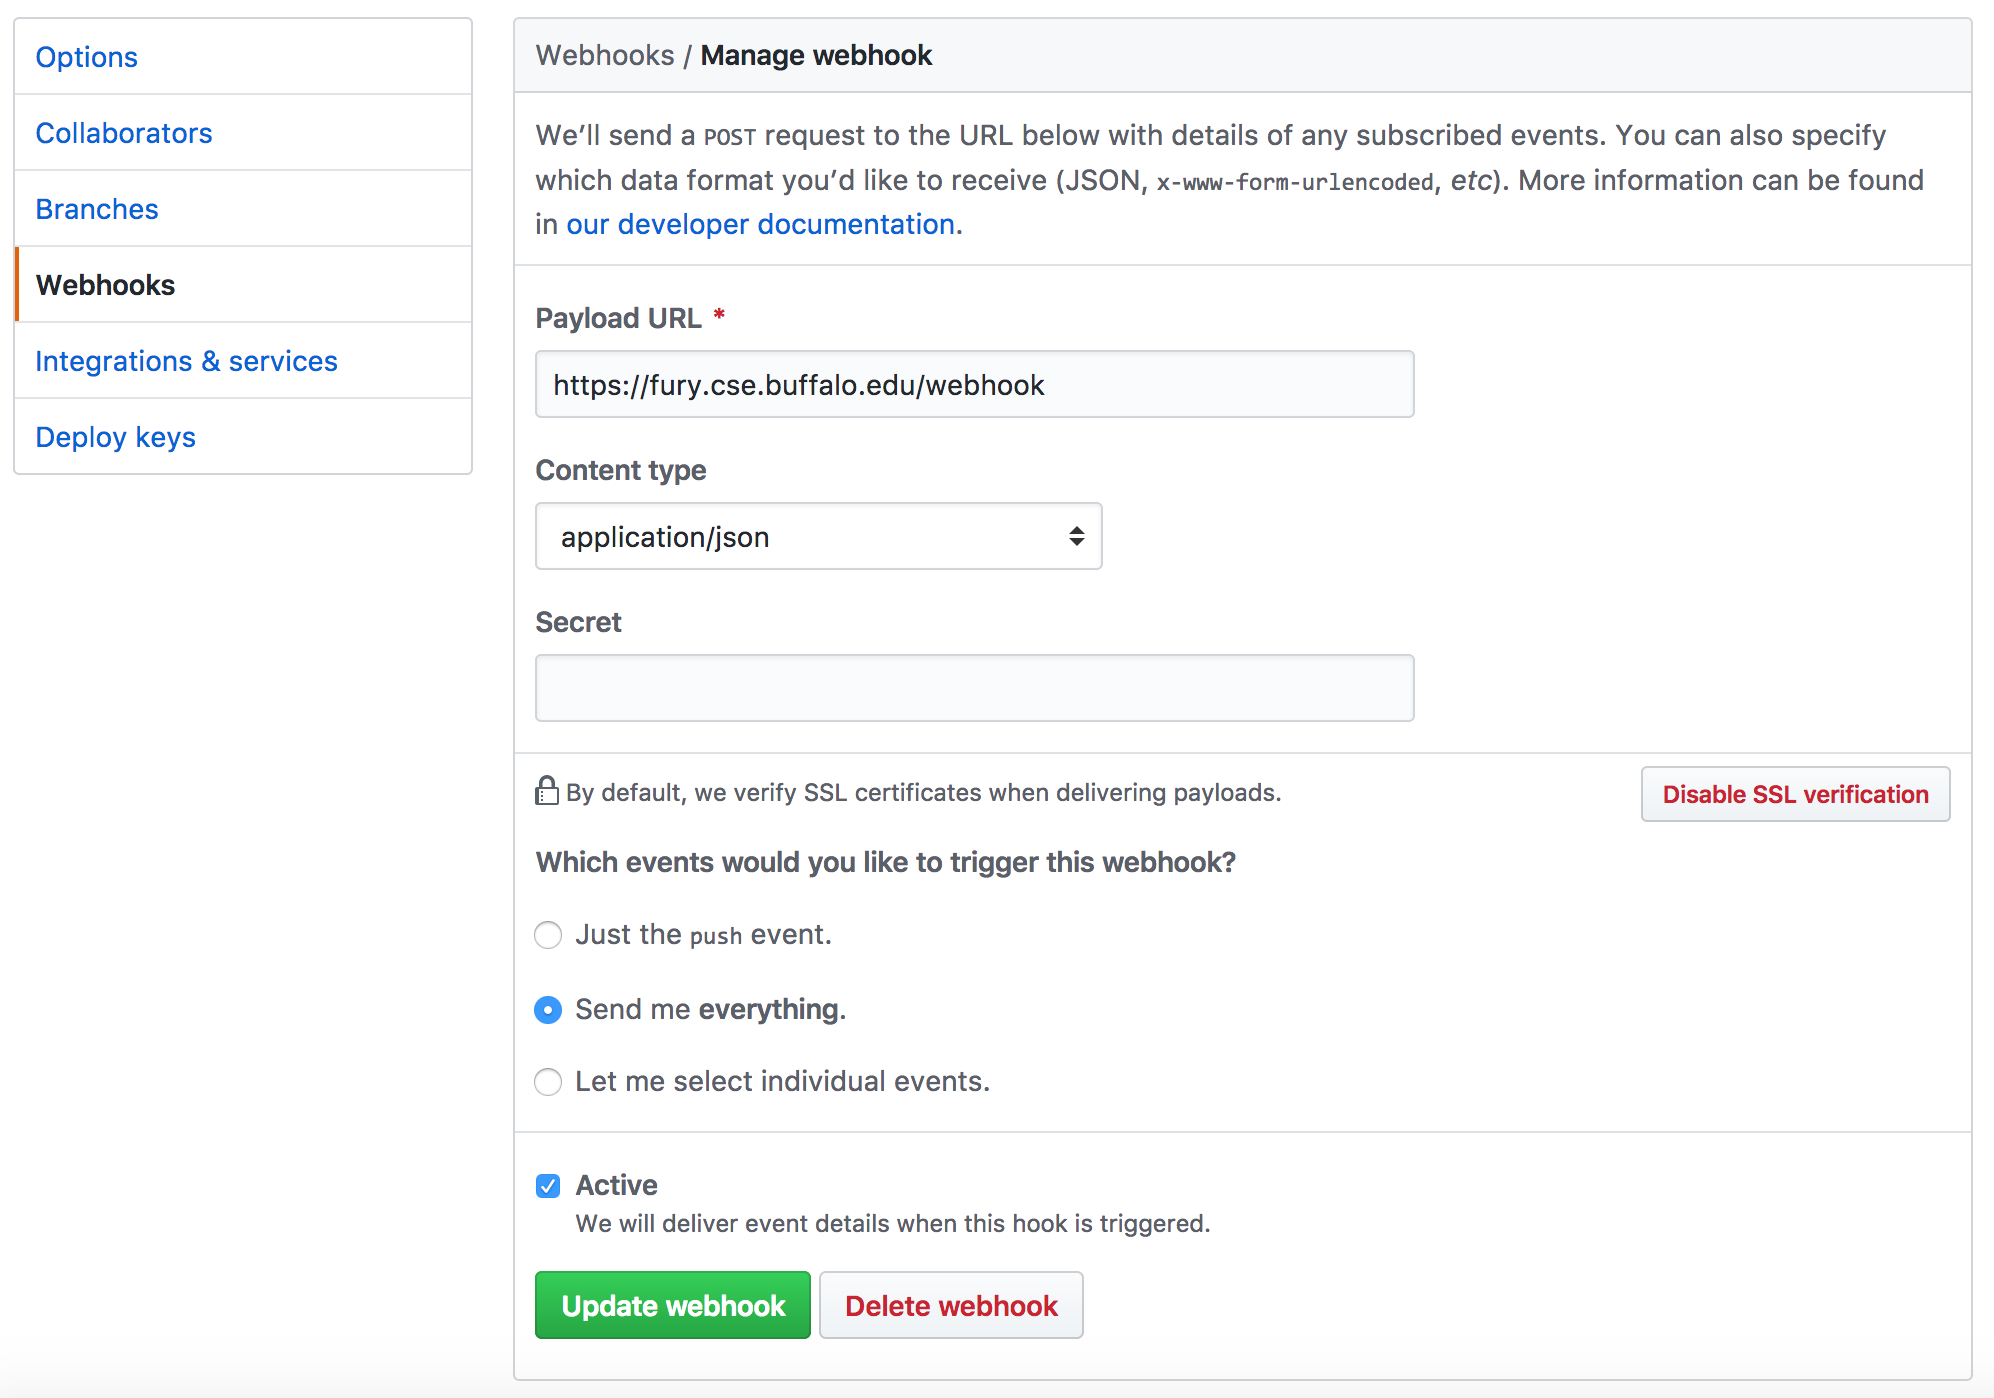 Options
Collaborators
Branches
Webhooks
Integrations & services
Deploy keys
Webhooks / Manage webhook
We’ll send a POST request to the URL below with details of any subscribed events. You can also specify
which data format you’d like to receive (JSON, x-www-form-urlencoded, etc). More information can be found
in our developer documentation.
Payload URL *
https://fury.cse.buffalo.edu/webhook
Content type
application/json
Secret
By default, we verify SSL certificates when delivering payloads.
Disable SSL verification
Which events would you like to trigger this webhook?
Just the push event.
Send me everything.
Let me select individual events.
Active
We will deliver event details when this hook is triggered.
Update webhook
Delete webhook